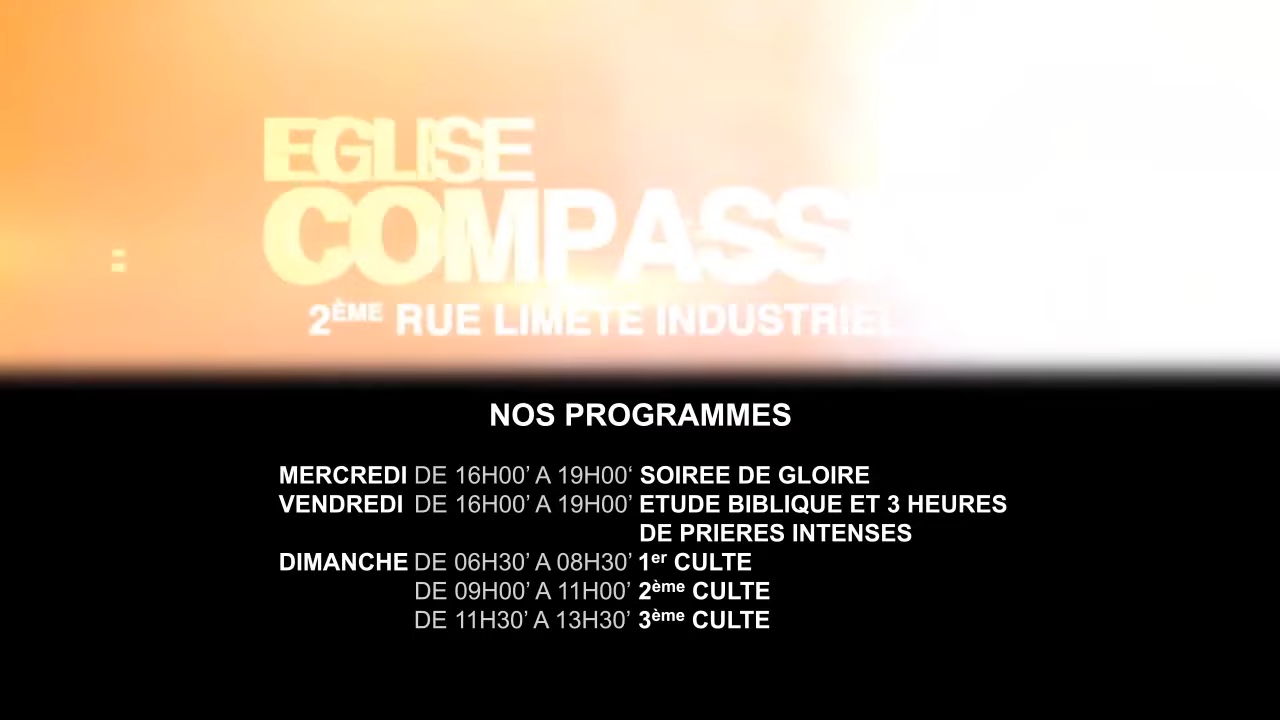 EGLISE
COMPASS
2ÈME RUE LIMETE INDUSTRIEL
NOS PROGRAMMES
MERCREDI DE 16H00’ A 19H00‘ SOIREE DE GLOIRE
VENDREDI DE 16H00’ A 19H00’ ETUDE BIBLIQUE ET 3 HEURES
DE PRIERES INTENSES
DIMANCHE DE 06H30’ A 08H30’ 1er CULTE
DE 09H00’ A 11H00’ 2ème CULTE
DE 11H30’ A 13H30’ 3ème CULTE